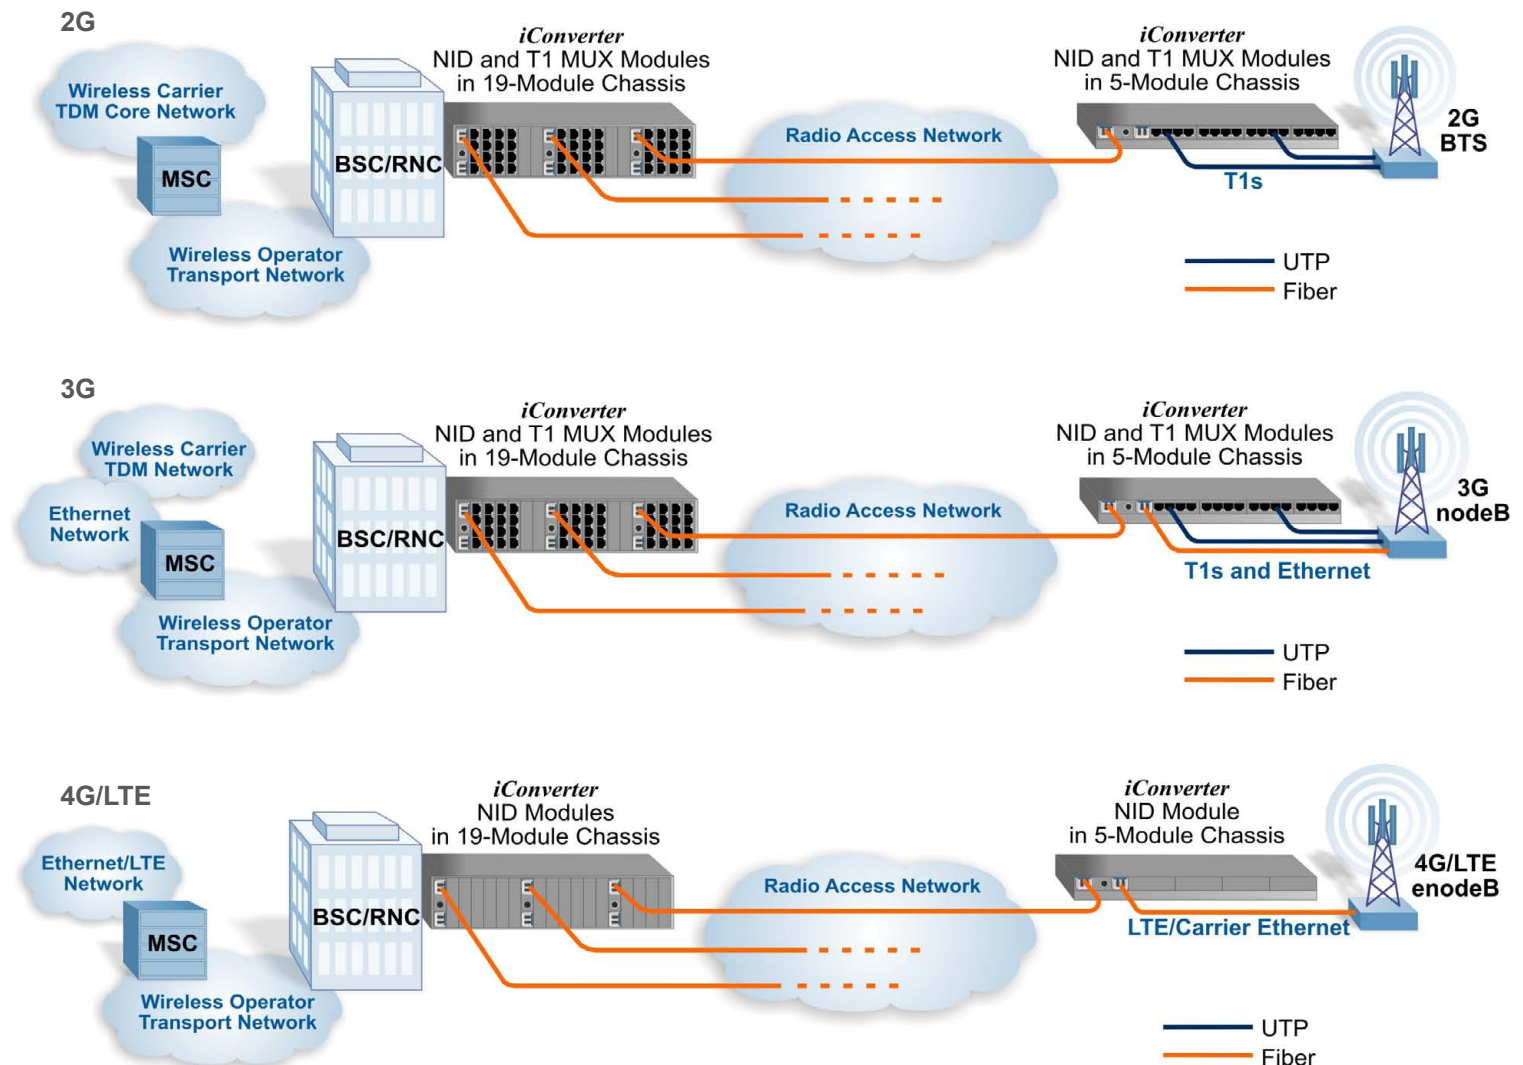 2G
iConverter
NID and T1 MUX Modules
in 19-Module Chassis
iConverter
NID and T1 MUX Modules
in 5-Module Chassis
Wireless Carrier
TDM Core Network
MSC
BSC/RNC
Radio Access Network
2G
BTS
T1s
Wireless Operator
Transport Network
UTP
Fiber
3G
iConverter
NID and T1 MUX Modules
in 19-Module Chassis
iConverter
NID and T1 MUX Modules
in 5-Module Chassis
Wireless Carrier
TDM Network
Ethernet
Network
MSC
BSC/RNC
Radio Access Network
3G
nodeB
T1s and Ethernet
Wireless Operator
Transport Network
UTP
Fiber
4G/LTE
iConverter
NID Modules
in 19-Module Chassis
iConverter
NID Module
in 5-Module Chassis
Ethernet/LTE
Network
MSC
BSC/RNC
Radio Access Network
4G/LTE
enodeB
LTE/Carrier Ethernet
Wireless Operator
Transport Network
UTP
Fiber